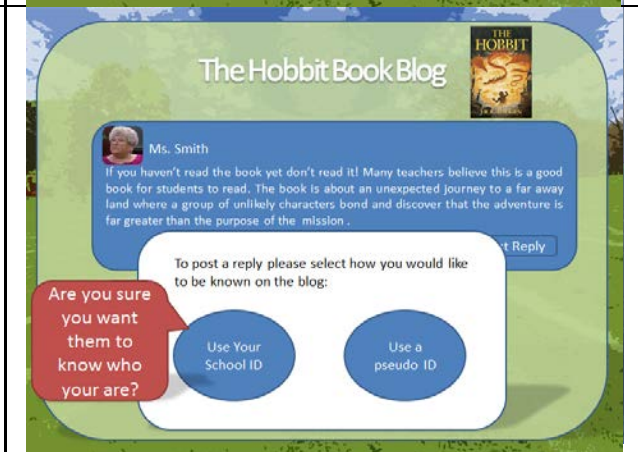 The Hobbit Book Blog
THE
HOBBIT
Ms. Smith
If you haven't read the book yet don't read it! Many teachers believe this is a good
book for students to read. The book is about an unexpected journey to a far away
land where a group of unlikely characters bond and discover that the adventure is
far greater than the purpose of the mission .
Reply
To post a reply please select how you would like
to be known on the blog:
Are you sure
you want
them to
know who
your are?
Use Your
School ID
Use a
pseudo ID